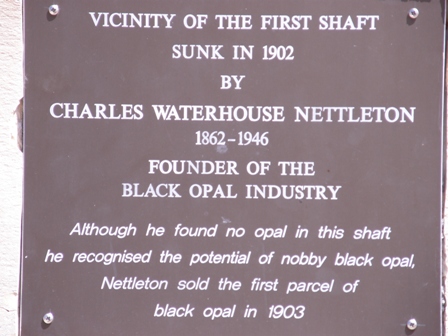 VICINITY OF THE FIRST SHAFT
SUNK IN 1902
BY
CHARLES WATERHOUSE NETTLETON
1862-1946
FOUNDER OF THE
BLACK OPAL INDUSTRY
Although he found no opal in this shaft
he recognised the potential of nobby black opal,
Nettleton sold the first parcel of
black opal in 1903